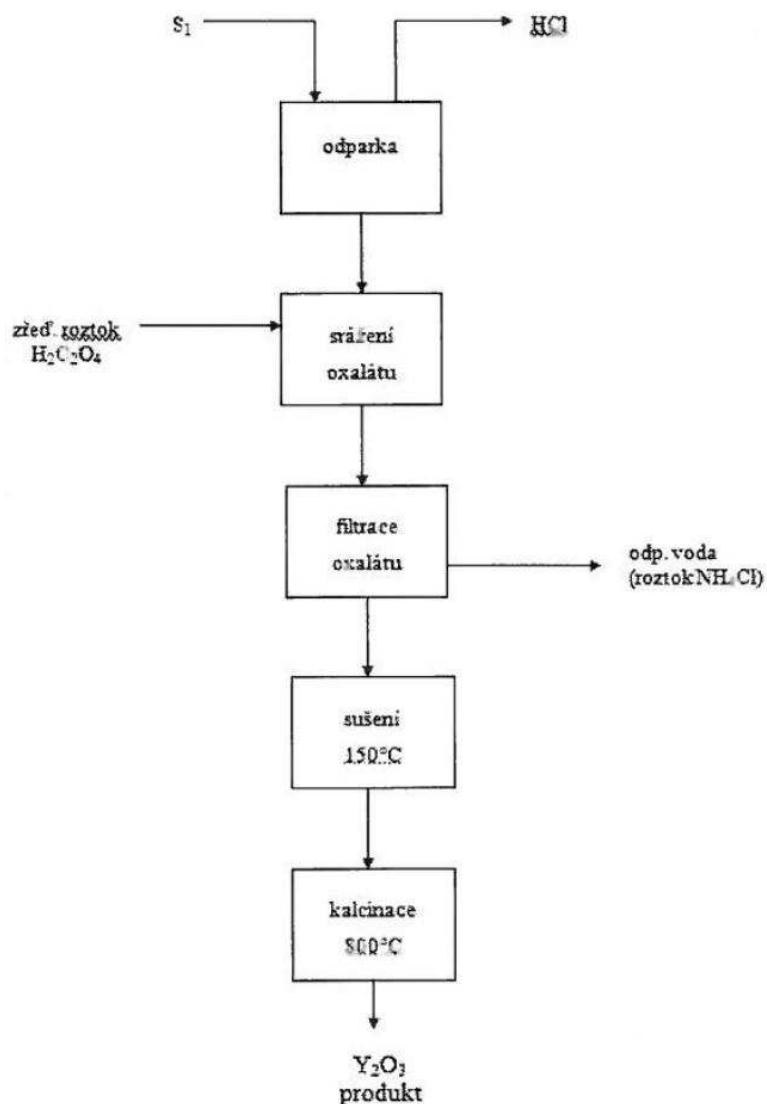 S₁
HCl
odparka
zřeď. roztok
H₂C₂O₄
srážení
oxalátu
filtrace
oxalátu
odp. voda
(roztok NH₄Cl)
sušení
150°C
kalcinace
800°C
Y₂O₃
produkt